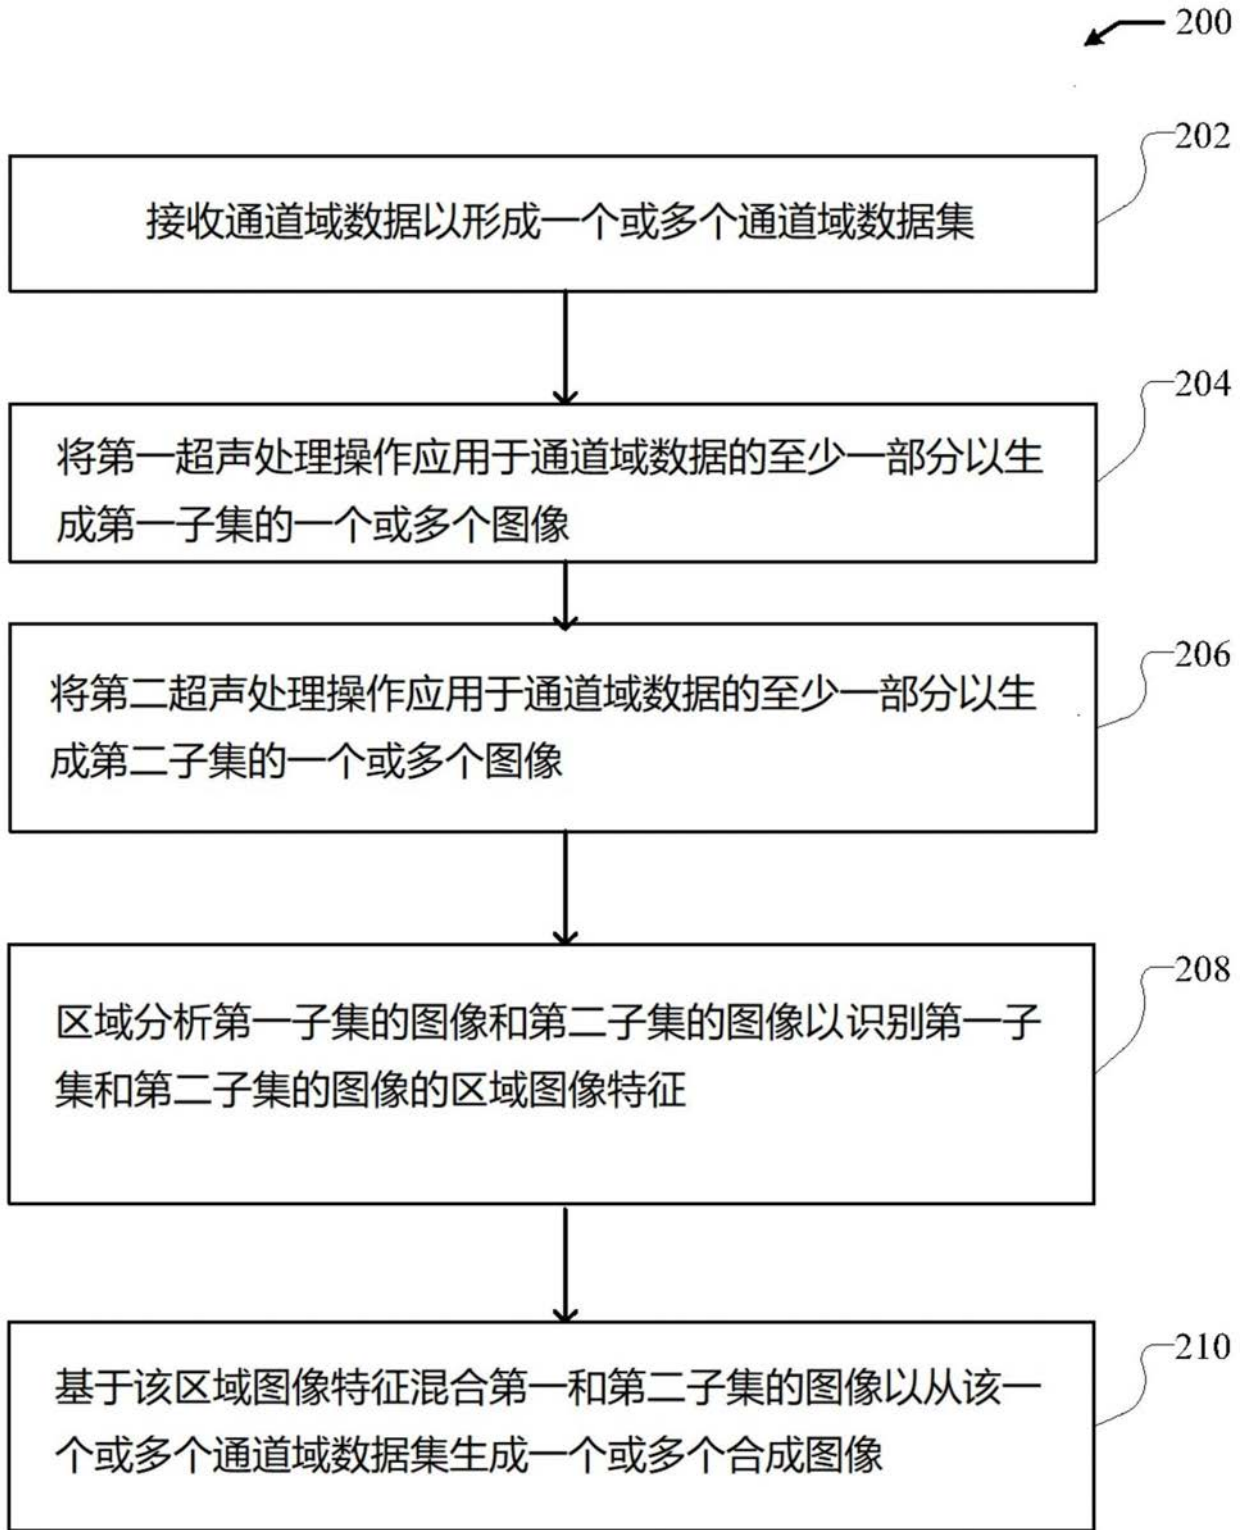 200
202
接收通道域数据以形成一个或多个通道域数据集
204
将第一超声处理操作应用于通道域数据的至少一部分以生
成第一子集的一个或多个图像
206
将第二超声处理操作应用于通道域数据的至少一部分以生
成第二子集的一个或多个图像
208
区域分析第一子集的图像和第二子集的图像以识别第一子
集和第二子集的图像的区域图像特征
210
基于该区域图像特征混合第一和第二子集的图像以从该一
个或多个通道域数据集生成一个或多个合成图像